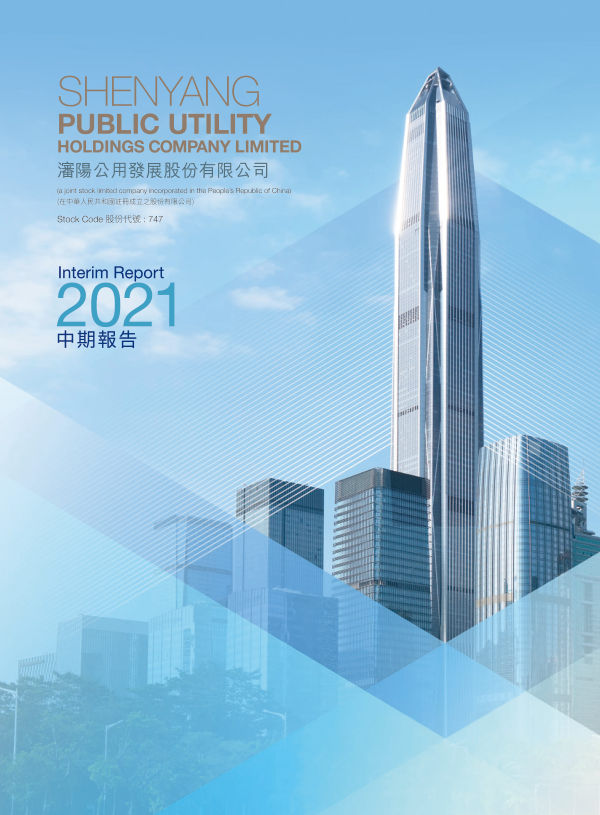 SHENYANG
PUBLIC UTILITY
HOLDINGS COMPANY LIMITED
瀋陽公用發展股份有限公司
(a joint stock limited company incorporated in the People's Republic of China)
(在中華人民共和國註冊成立之股份有限公司)
Stock Code 股份代號 : 747
Interim Report
2021
中期報告